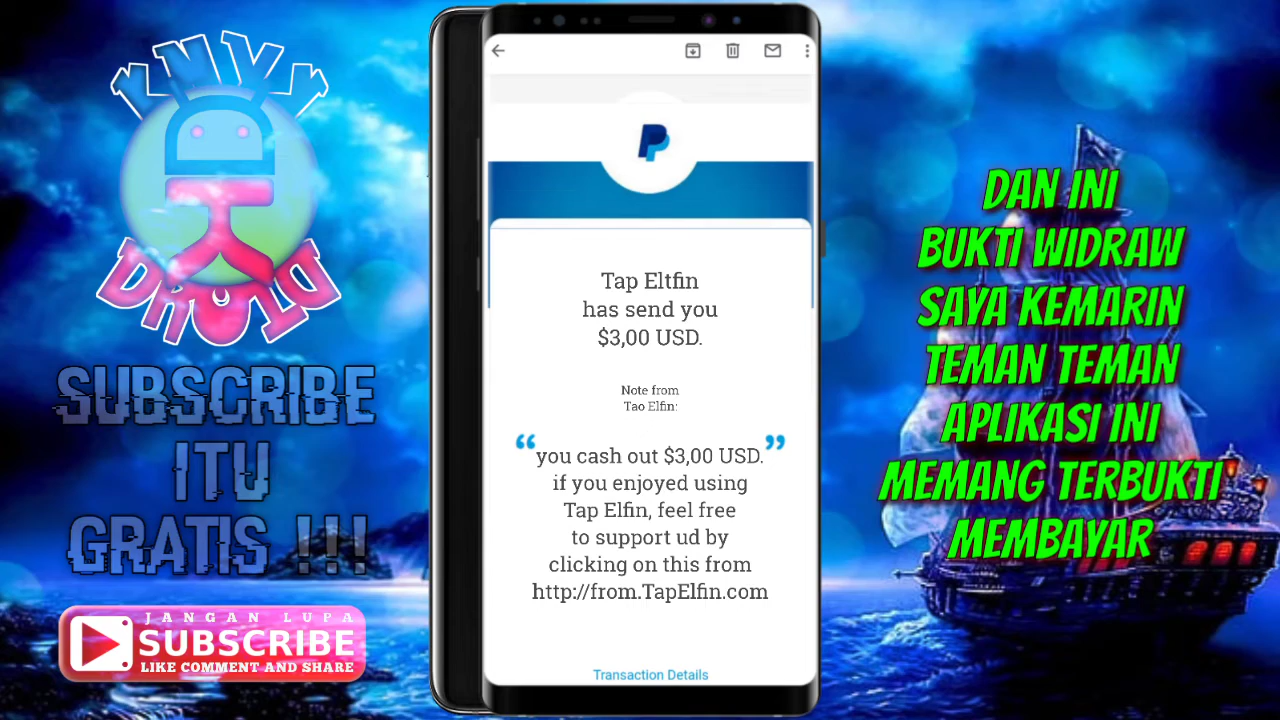 KMVK
DROID
SUBSCRIBE
ITU
GRATIS !!!
JANGAN LUPA
SUBSCRIBE
LIKE COMMENT AND SHARE
Tap Eltfin
has send you
$3,00 USD.
Note from
Tao Elfin:
“you cash out $3,00 USD.”
if you enjoyed using
Tap Elfin, feel free
to support ud by
clicking on this from
http://from.TapElfin.com
Transaction Details
DAN INI
BUKTI WIDRAW
SAYA KEMARIN
TEMAN TEMAN
APLIKASI INI
MEMANG TERBUKTI
MEMBAYAR